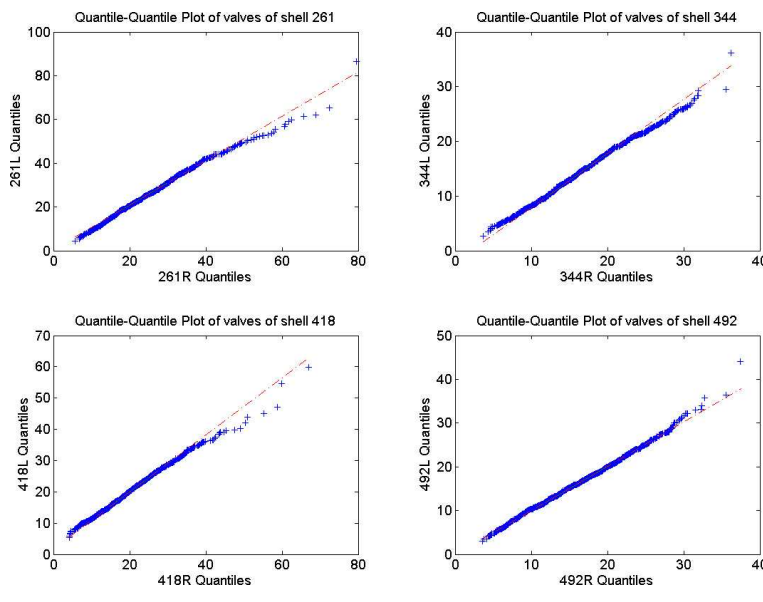 Quantile-Quantile Plot of valves of shell 261
100
80
60
40
20
0
0 20 40 60 80
261L Quantiles
261R Quantiles
Quantile-Quantile Plot of valves of shell 344
40
30
20
10
0
0 10 20 30 40
344L Quantiles
344R Quantiles
Quantile-Quantile Plot of valves of shell 418
70
60
50
40
30
20
10
0
0 20 40 60 80
418L Quantiles
418R Quantiles
Quantile-Quantile Plot of valves of shell 492
50
40
30
20
10
0
0 10 20 30 40
492L Quantiles
492R Quantiles